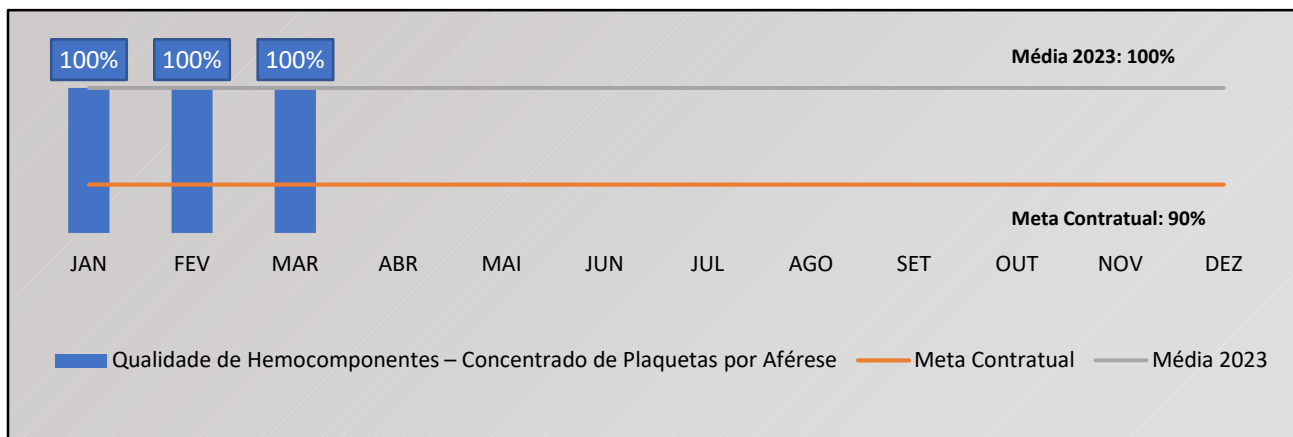 100% 100% 100%
Média 2023: 100%
Meta Contratual: 90%
JAN FEV MAR ABR MAI JUN JUL AGO SET OUT NOV DEZ
Qualidade de Hemocomponentes – Concentrado de Plaquetas por Aférese Meta Contratual Média 2023